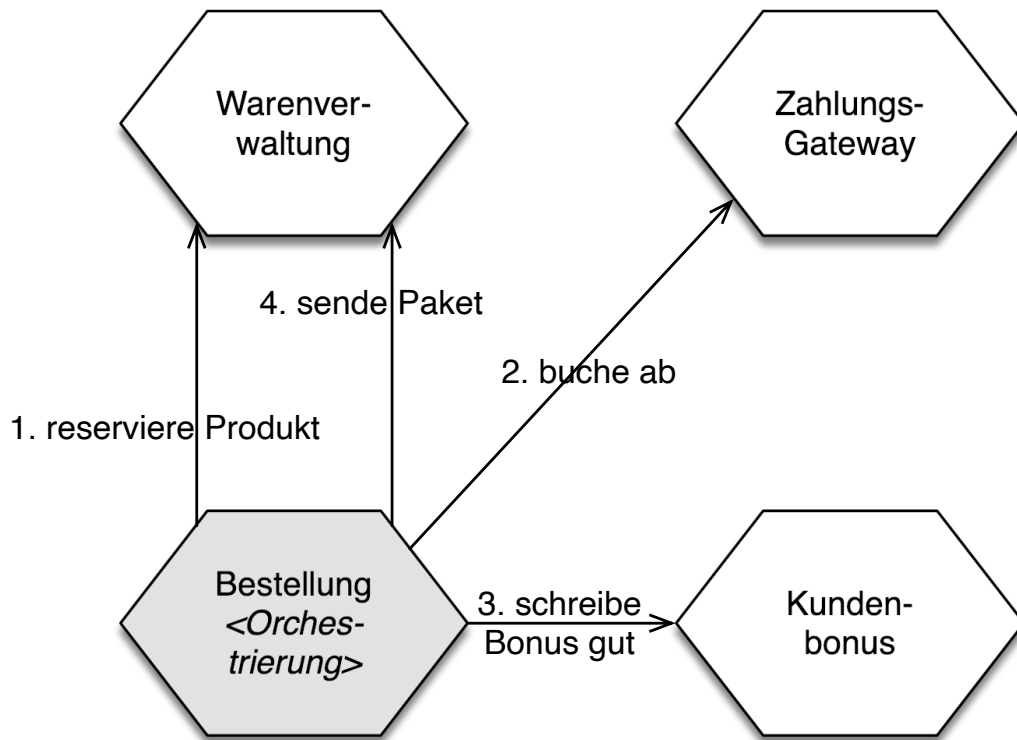 Warenver-
waltung
Zahlungs-
Gateway
4. sende Paket
2. buche ab
1. reserviere Produkt
Bestellung
<Orches-
trierung>
3. schreibe
Bonus gut
Kunden-
bonus